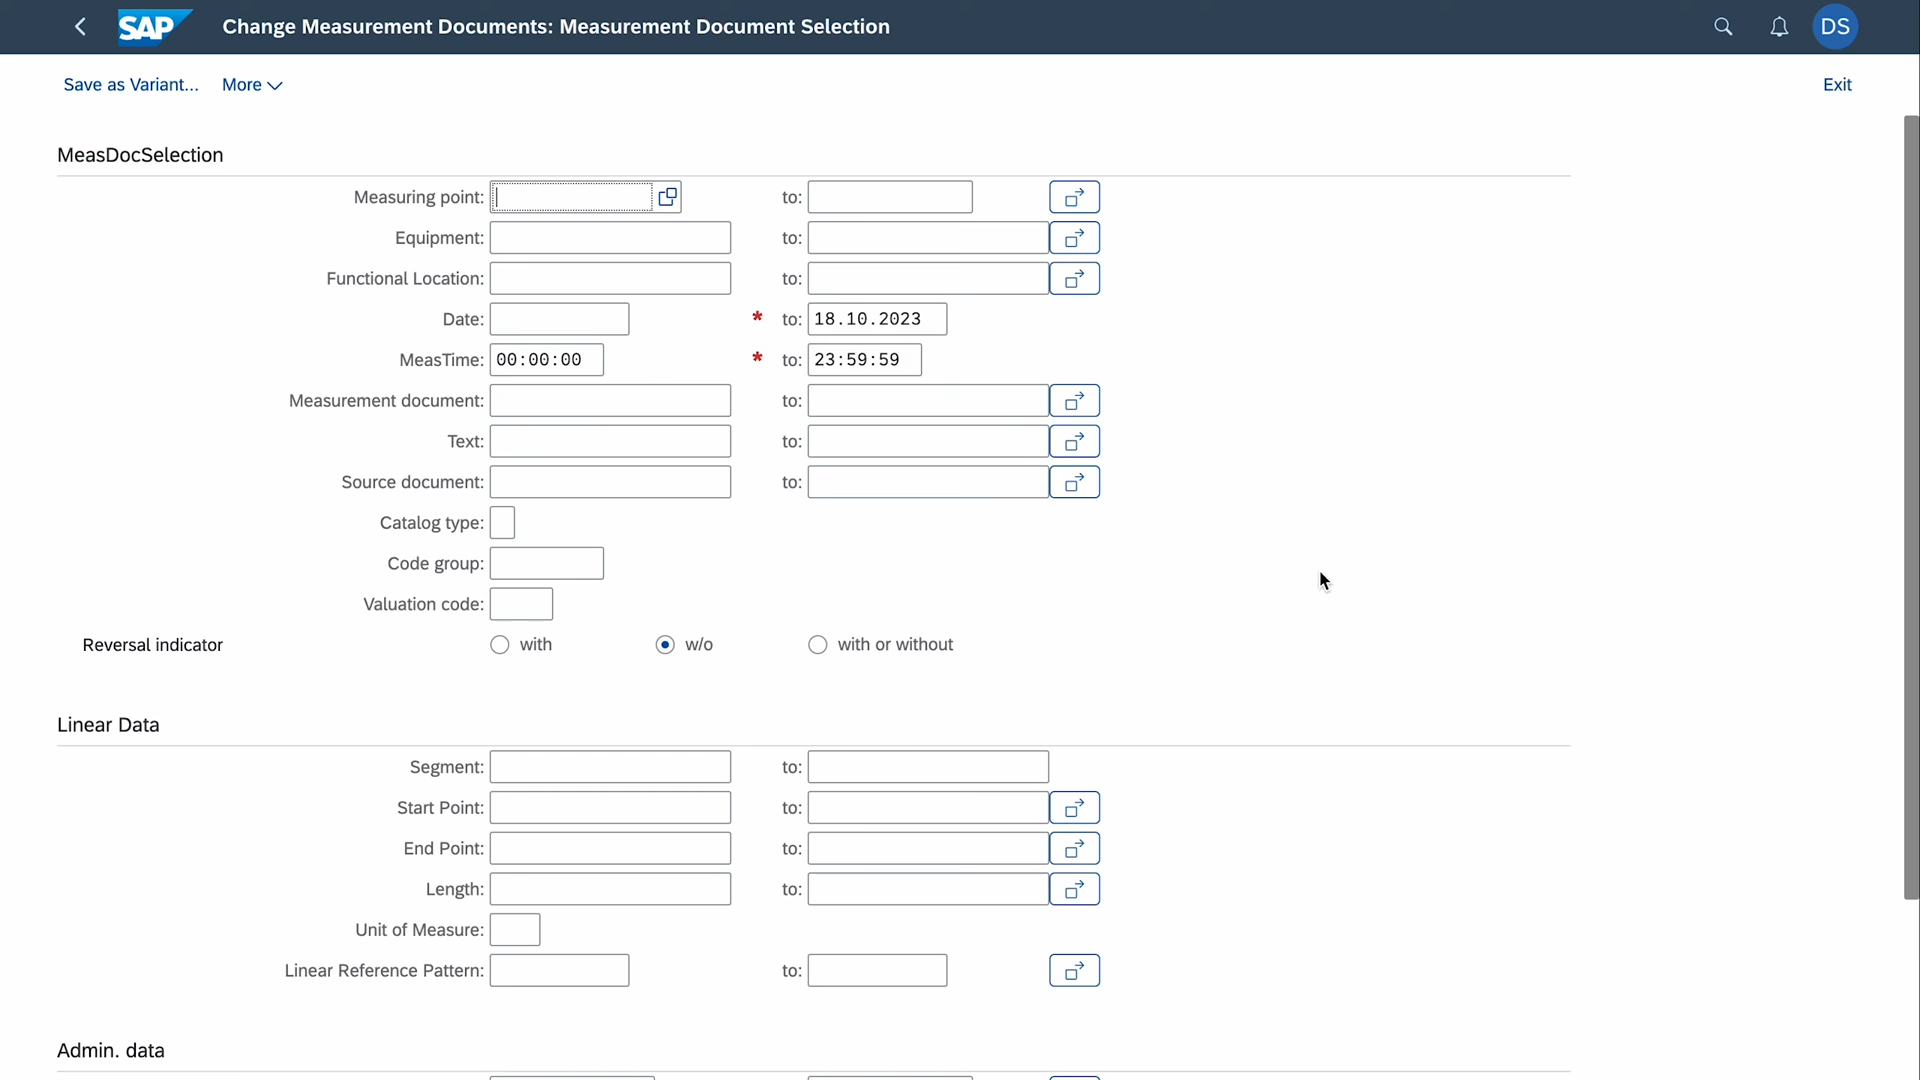 SAP Change Measurement Documents: Measurement Document Selection DS
Save as Variant... More Exit
MeasDocSelection
Measuring point: to:
Equipment: to:
Functional Location: to:
Date: * to: 18.10.2023
MeasTime: 00:00:00 * to: 23:59:59
Measurement document: to:
Text: to:
Source document: to:
Catalog type:
Code group:
Valuation code:
Reversal indicator with w/o with or without
Linear Data
Segment: to:
Start Point: to:
End Point: to:
Length: to:
Unit of Measure:
Linear Reference Pattern: to:
Admin. data